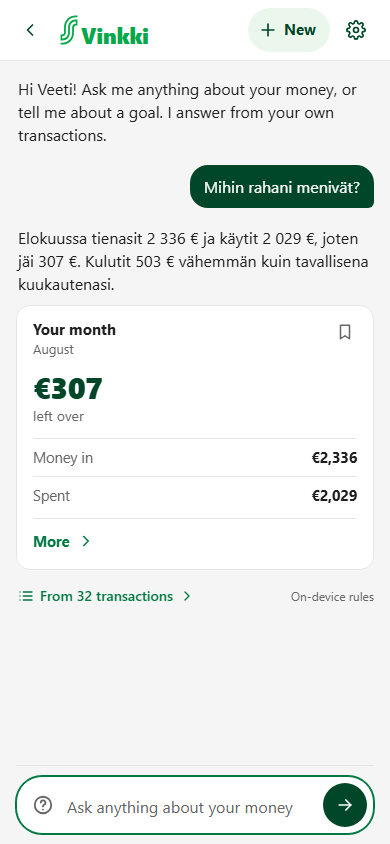 Vinkki
New
Hi Veeti! Ask me anything about your money, or
tell me about a goal. I answer from your own
transactions.
Mihin rahani menivät?
Elokuussa tienasit 2 336 € ja käytit 2 029 €, joten
jäi 307 €. Kulutit 503 € vähemmän kuin tavallisena
kuukautenasi.
Your month
August
€307
left over
Money in €2,336
Spent €2,029
More
From 32 transactions On-device rules
Ask anything about your money